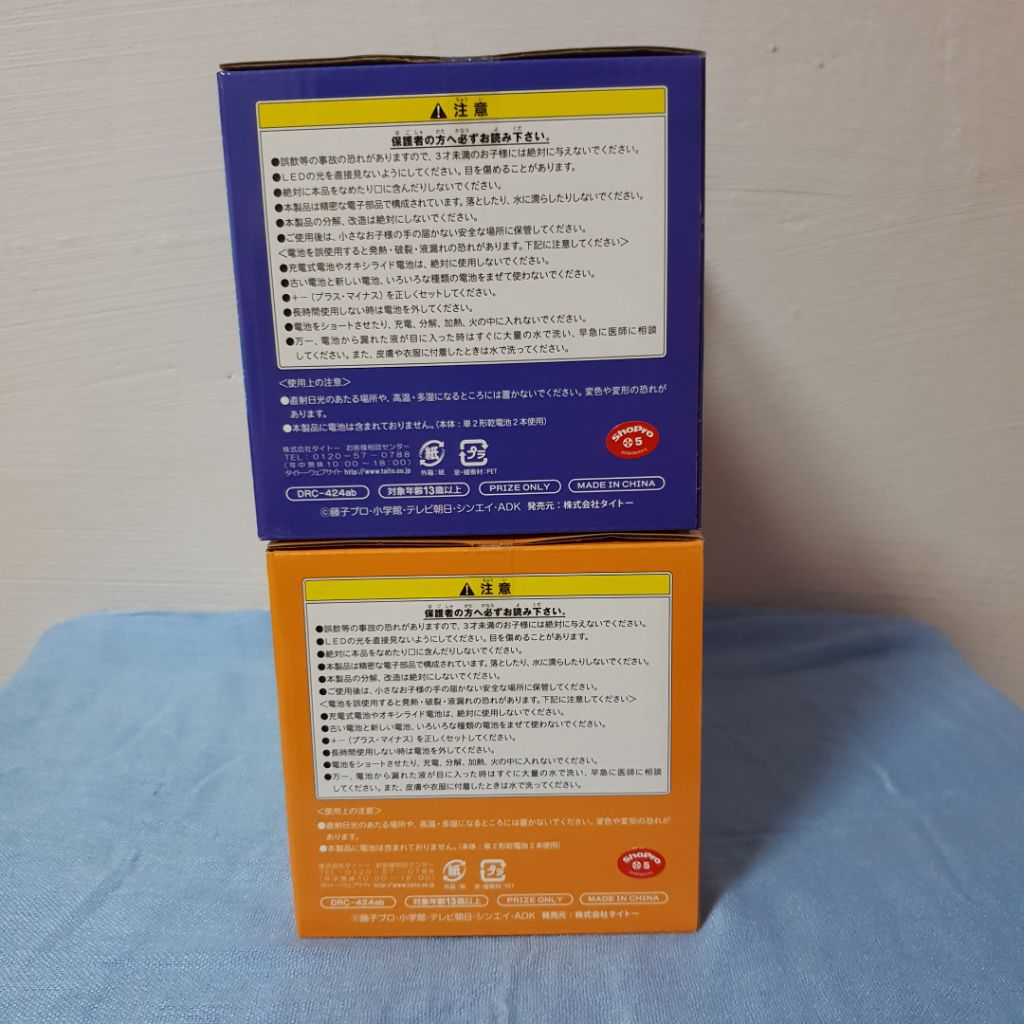 注意
保護者の方へ必ずお読み下さい。
●誤飲等の事故の恐れがありますので、3才未満のお子様には絶対に与えないでください。
●LEDの光を直接見ないようにしてください。目を傷めることがあります。
●絶対に本品をなめたり口に含んだりしないでください。
●本製品は精密な電子部品で構成されています。落としたり、水に濡らしたりしないでください。
●本製品の分解、改造は絶対にしないでください。
●ご使用後は、小さなお子様の手の届かない安全な場所に保管してください。
＜電池を誤使用すると発熱・破裂・液漏れの恐れがあります。下記に注意してください＞
●充電式電池やオキシライド電池は、絶対に使用しないでください。
●古い電池と新しい電池、いろいろな種類の電池をまぜて使わないでください。
●＋－（プラス・マイナス）を正しくセットしてください。
●長時間使用しない時は電池を外してください。
●電池をショートさせたり、充電、分解、加熱、火の中に入れないでください。
●万一、電池から漏れた液が目に入った時はすぐに大量の水で洗い、早急に医師に相談
してください。また、皮膚や衣服に付着したときは水で洗ってください。
＜使用上の注意＞
●直射日光のあたる場所や、高温・多湿になるところには置かないでください。変色や変形の恐れが
あります。
●本製品に電池は含まれておりません。（本体：単2形乾電池2本使用）
株式会社タイトー お客様相談センター
TEL：0120-57-0788
（年中無休10:00～18:00）
タイトーウェブサイト http://www.taito.co.jp
紙
外箱：紙
プラ
窓・緩衝材：PET
ShoPro
5
DRC-424ab
対象年齢13歳以上
PRIZE ONLY
MADE IN CHINA
©藤子プロ・小学館・テレビ朝日・シンエイ・ADK 発売元：株式会社タイトー
注意
保護者の方へ必ずお読み下さい。
●誤飲等の事故の恐れがありますので、3才未満のお子様には絶対に与えないでください。
●LEDの光を直接見ないようにしてください。目を傷めることがあります。
●絶対に本品をなめたり口に含んだりしないでください。
●本製品は精密な電子部品で構成されています。落としたり、水に濡らしたりしないでください。
●本製品の分解、改造は絶対にしないでください。
●ご使用後は、小さなお子様の手の届かない安全な場所に保管してください。
＜電池を誤使用すると発熱・破裂・液漏れの恐れがあります。下記に注意してください＞
●充電式電池やオキシライド電池は、絶対に使用しないでください。
●古い電池と新しい電池、いろいろな種類の電池をまぜて使わないでください。
●＋－（プラス・マイナス）を正しくセットしてください。
●長時間使用しない時は電池を外してください。
●電池をショートさせたり、充電、分解、加熱、火の中に入れないでください。
●万一、電池から漏れた液が目に入った時はすぐに大量の水で洗い、早急に医師に相談
してください。また、皮膚や衣服に付着したときは水で洗ってください。
＜使用上の注意＞
●直射日光のあたる場所や、高温・多湿になるところには置かないでください。変色や変形の恐れが
あります。
●本製品に電池は含まれておりません。（本体：単2形乾電池2本使用）
株式会社タイトー お客様相談センター
TEL：0120-57-0788
（年中無休10:00～18:00）
タイトーウェブサイト http://www.taito.co.jp
紙
外箱：紙
プラ
窓・緩衝材：PET
ShoPro
5
DRC-424ab
対象年齢13歳以上
PRIZE ONLY
MADE IN CHINA
©藤子プロ・小学館・テレビ朝日・シンエイ・ADK 発売元：株式会社タイトー